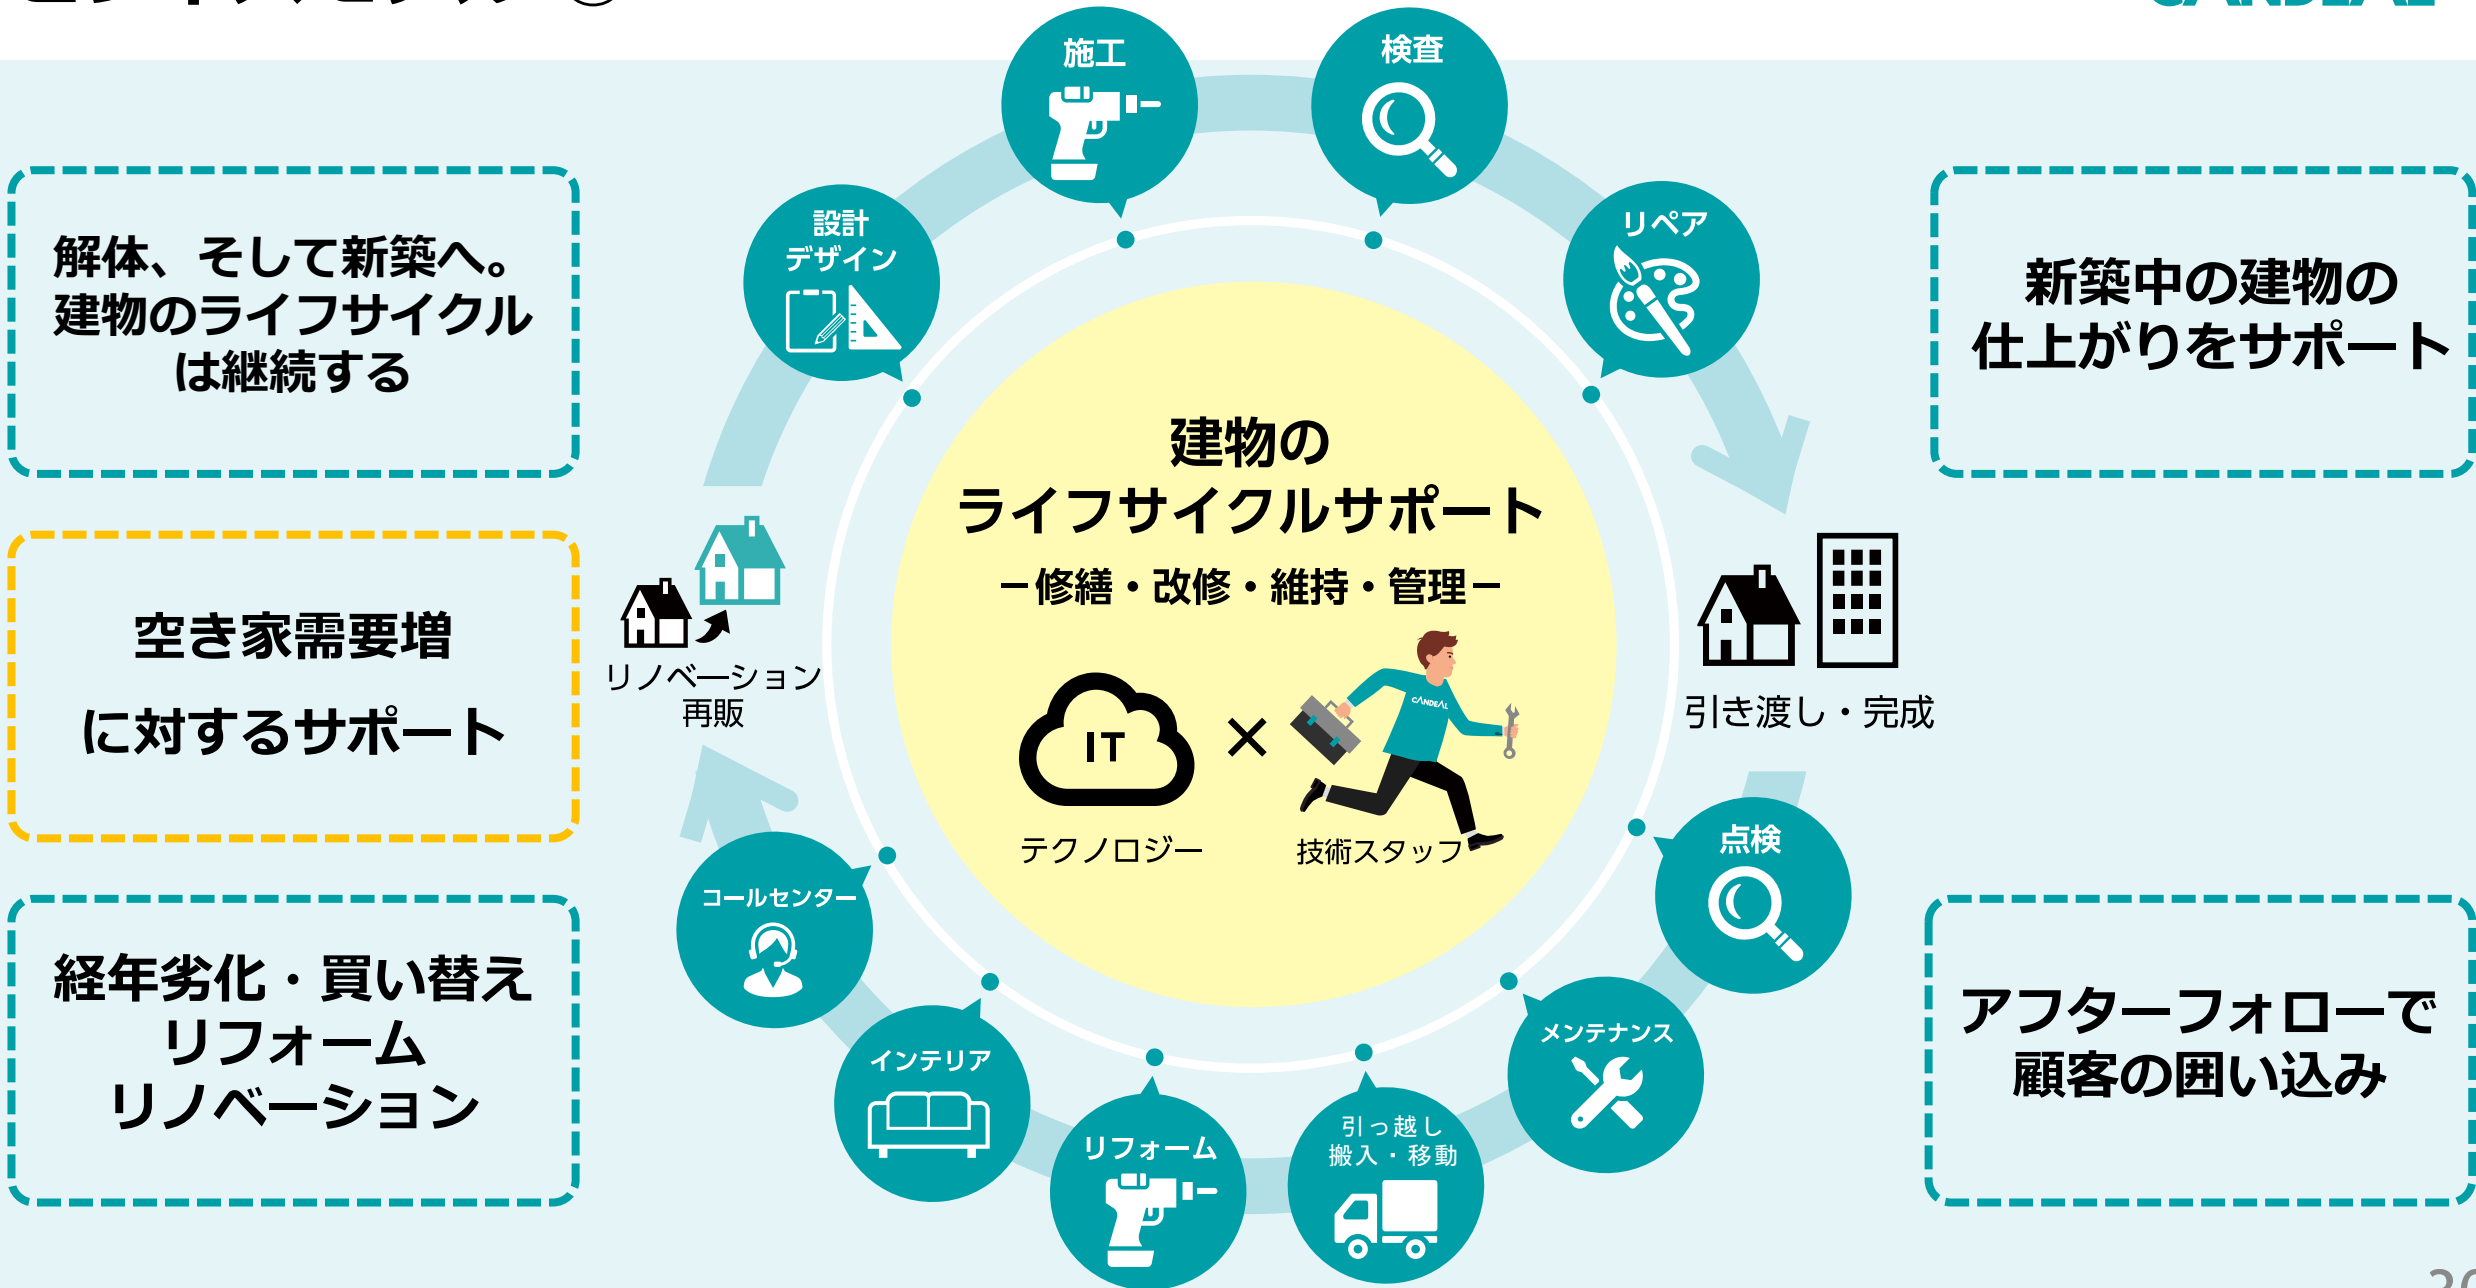 施工
検査
設計
デザイン
リペア
解体、そして新築へ。
建物のライフサイクル
は継続する
新築中の建物の
仕上がりをサポート
建物の
ライフサイクルサポート
－修繕・改修・維持・管理－
空き家需要増
に対するサポート
リノベーション
再販
引き渡し・完成
CANDEAL
IT
×
テクノロジー
技術スタッフ
点検
コールセンター
経年劣化・買い替え
リフォーム
リノベーション
アフターフォローで
顧客の囲い込み
メンテナンス
インテリア
リフォーム
引っ越し
搬入・移動